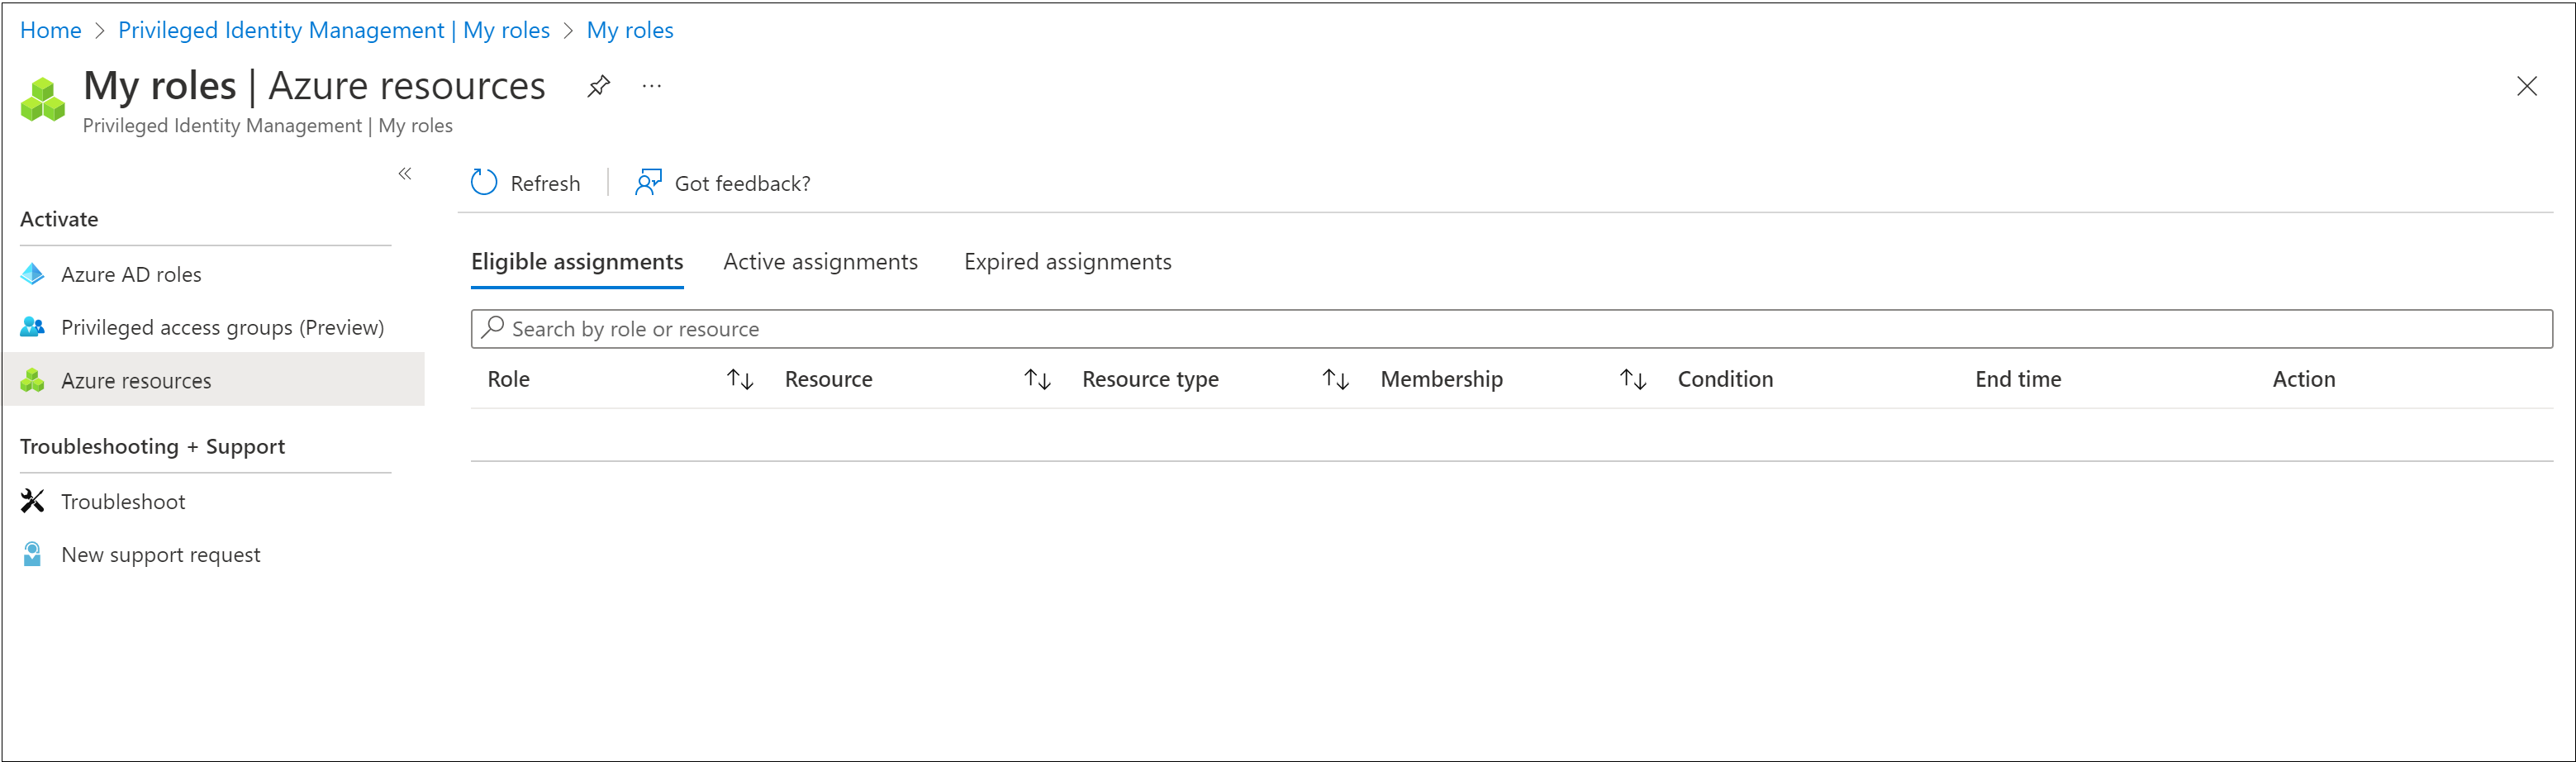 Home > Privileged Identity Management | My roles > My roles
My roles | Azure resources ...
Privileged Identity Management | My roles
Refresh
Got feedback?
Activate
Azure AD roles
Privileged access groups (Preview)
Azure resources
Troubleshooting + Support
Troubleshoot
New support request
Eligible assignments
Active assignments
Expired assignments
Search by role or resource
Role
Resource
Resource type
Membership
Condition
End time
Action